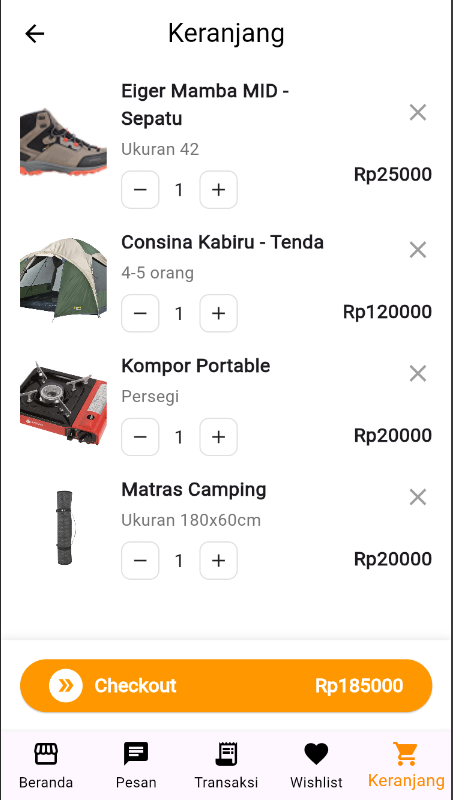 Keranjang
Eiger Mamba MID -
Sepatu
Ukuran 42
1
Rp25000
Consina Kabiru - Tenda
4-5 orang
1
Rp120000
Kompor Portable
Persegi
1
Rp20000
Matras Camping
Ukuran 180x60cm
1
Rp20000
Checkout Rp185000
Beranda Pesan Transaksi Wishlist Keranjang